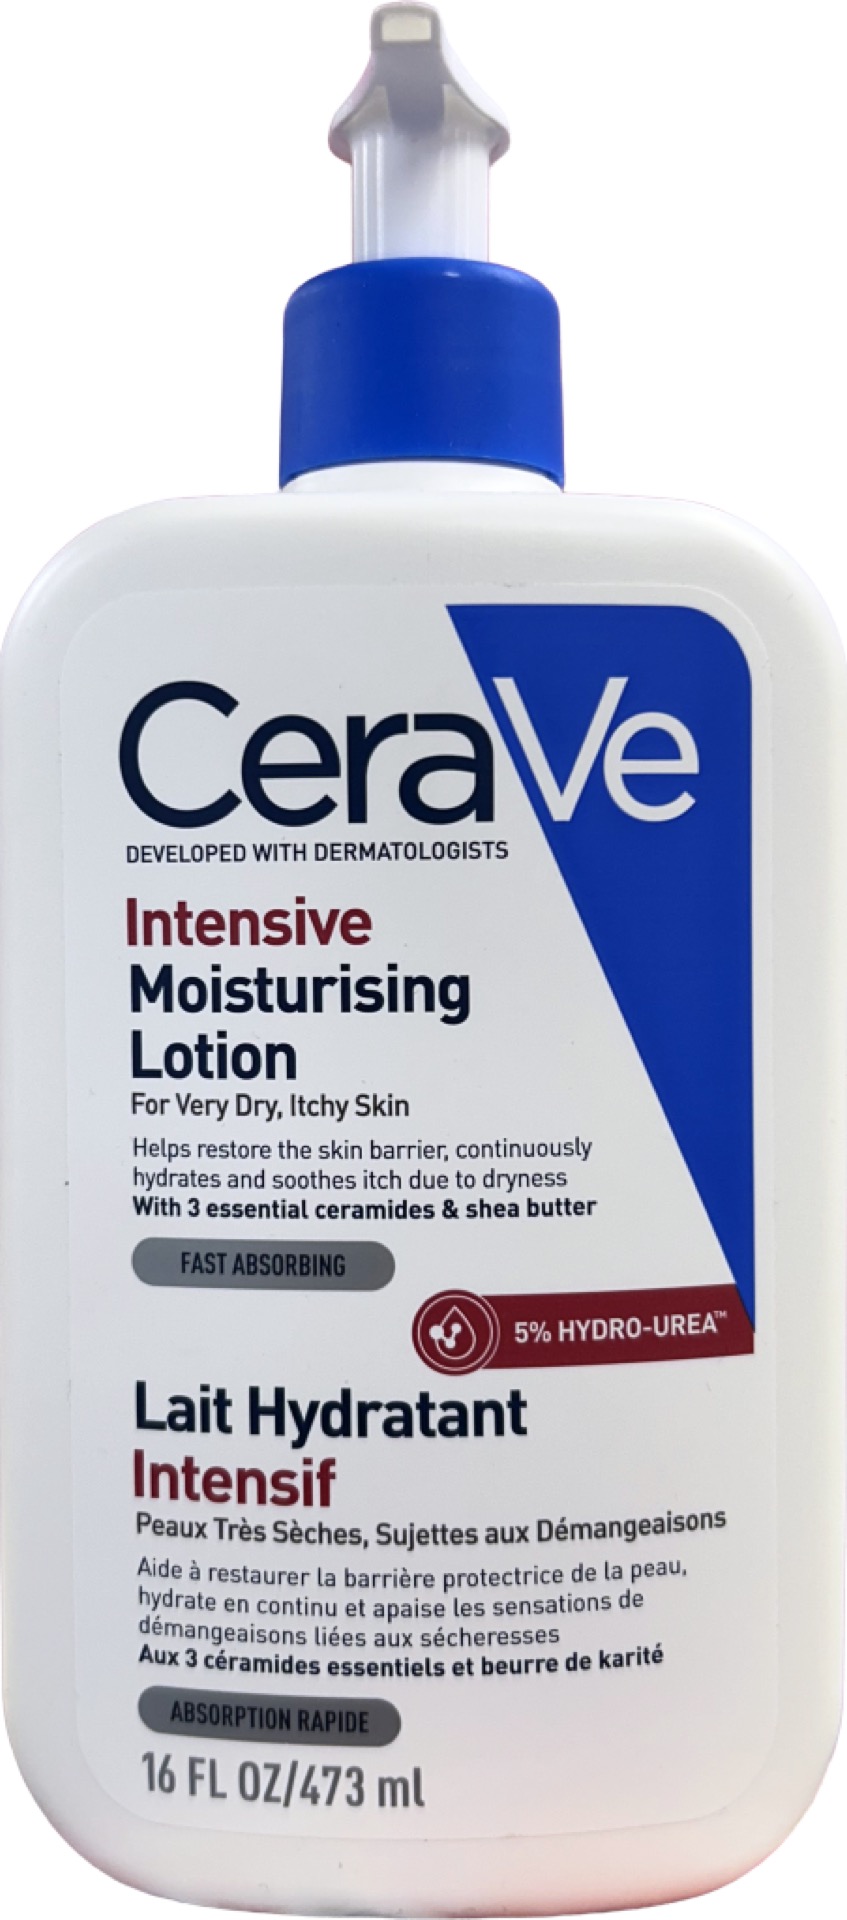 CeraVe
DEVELOPED WITH DERMATOLOGISTS
Intensive
Moisturising
Lotion
For Very Dry, Itchy Skin
Helps restore the skin barrier, continuously
hydrates and soothes itch due to dryness
With 3 essential ceramides & shea butter
FAST ABSORBING
5% HYDRO-UREA™
Lait Hydratant
Intensif
Peaux Très Sèches, Sujettes aux Démangeaisons
Aide à restaurer la barrière protectrice de la peau,
hydrate en continu et apaise les sensations de
démangeaisons liées aux sécheresses
Aux 3 céramides essentiels et beurre de karité
ABSORPTION RAPIDE
16 FL OZ/473 ml